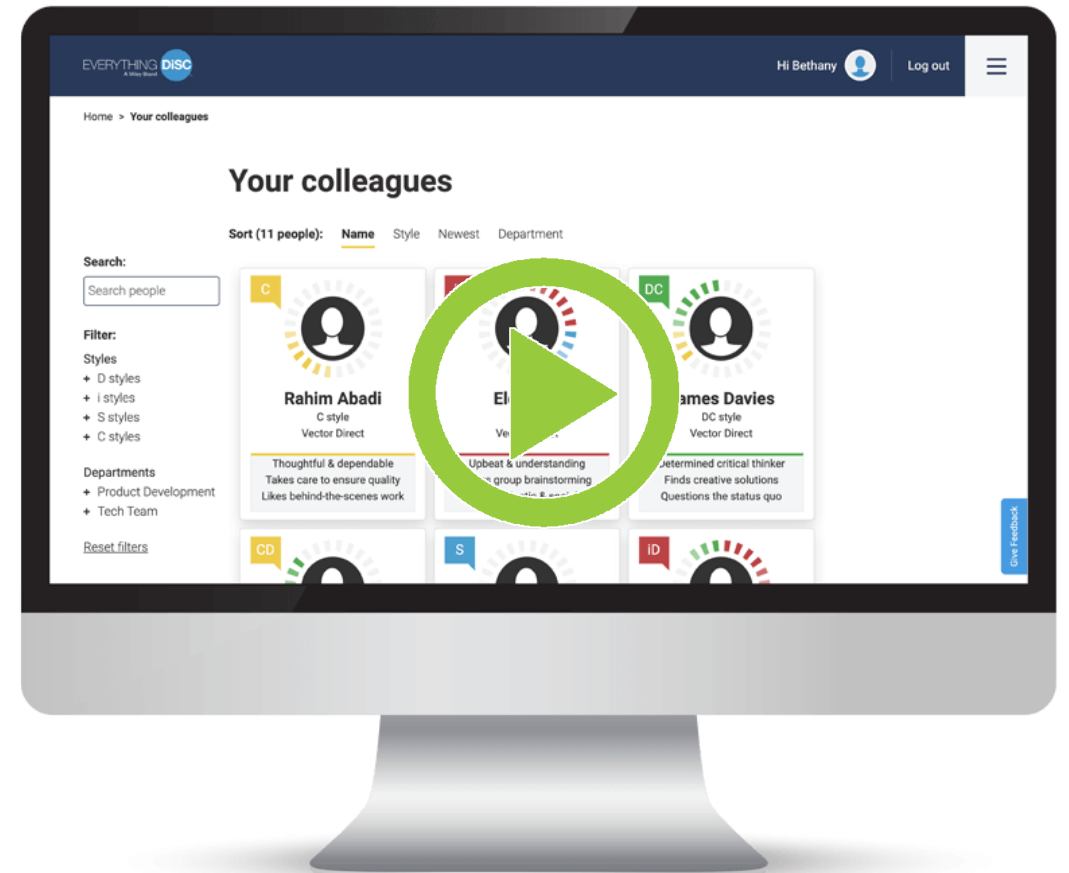 EVERYTHING DiSC
A Wiley Brand
Hi Bethany
Log out
Home > Your colleagues
Your colleagues
Sort (11 people): Name Style Newest Department
Search:
Search people
Filter:
Styles
+ D styles
+ i styles
+ S styles
+ C styles
Departments
+ Product Development
+ Tech Team
Reset filters
C
Rahim Abadi
C style
Vector Direct
Thoughtful & dependable
Takes care to ensure quality
Likes behind-the-scenes work
Upbeat & understanding
group brainstorming
DC
DC style
Vector Direct
Determined critical thinker
Finds creative solutions
Questions the status quo
CD
S
iD
Give Feedback